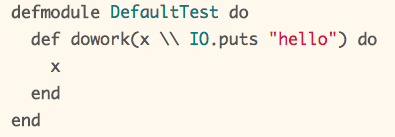 defmodule DefaultTest do
  def dowork(x \\ IO.puts "hello") do
    x
  end
end